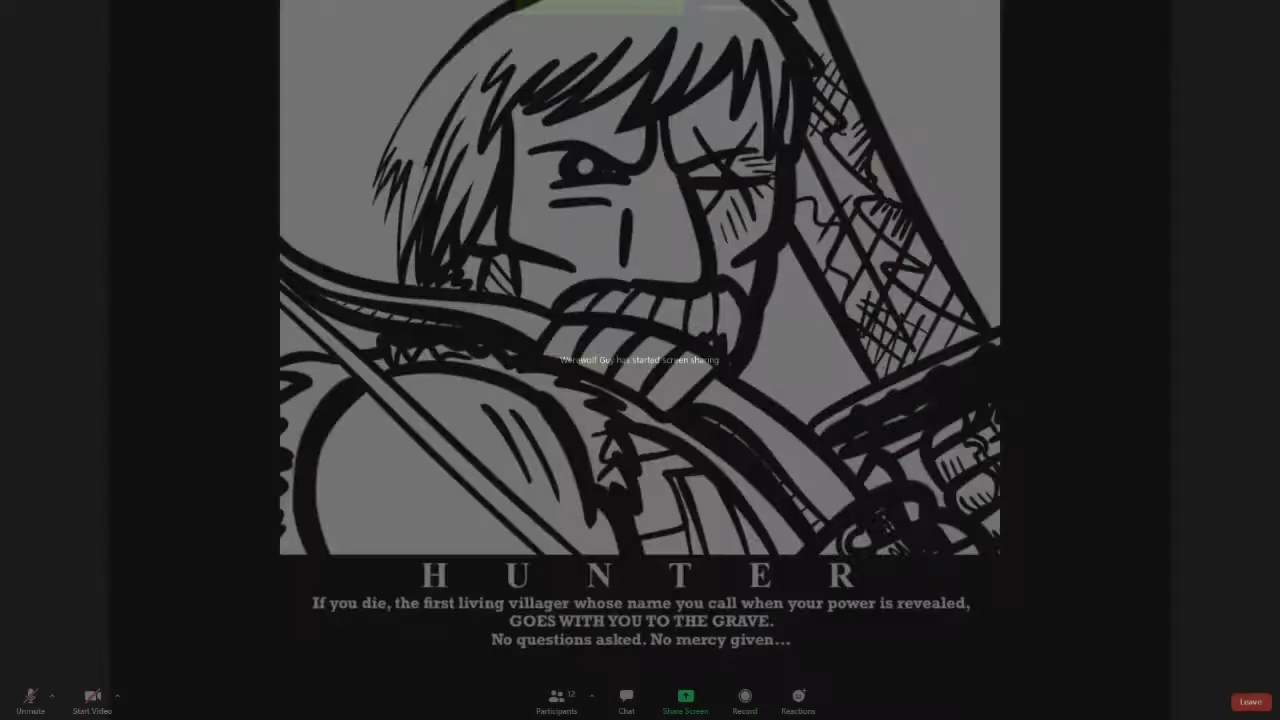 Werewolf Guy has started screen sharing
H U N T E R
If you die, the first living villager whose name you call when your power is revealed,
GOES WITH YOU TO THE GRAVE.
No questions asked. No mercy given...
12
Unmute
Start Video
Participants
Chat
Share Screen
Record
Reactions
Leave